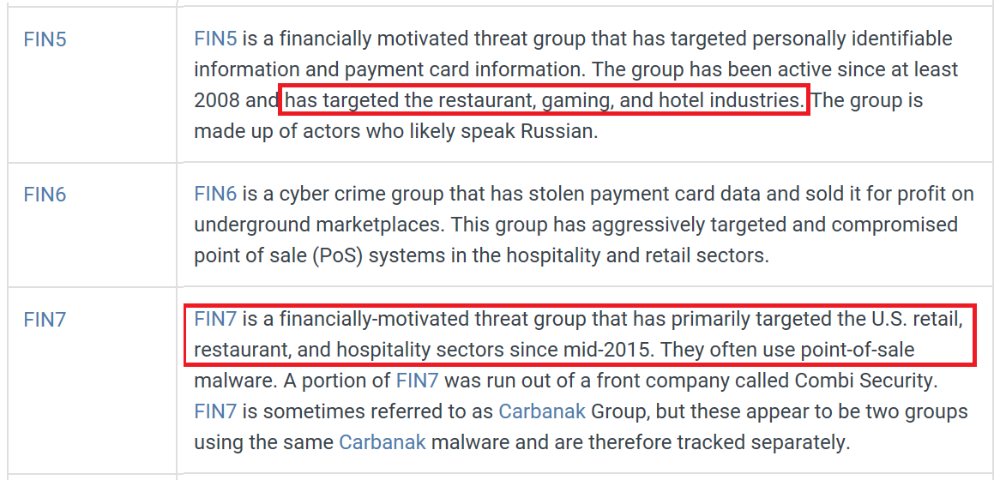 FIN5
FIN5 is a financially motivated threat group that has targeted personally identifiable
information and payment card information. The group has been active since at least
2008 and has targeted the restaurant, gaming, and hotel industries. The group is
made up of actors who likely speak Russian.
FIN6
FIN6 is a cyber crime group that has stolen payment card data and sold it for profit on
underground marketplaces. This group has aggressively targeted and compromised
point of sale (PoS) systems in the hospitality and retail sectors.
FIN7
FIN7 is a financially-motivated threat group that has primarily targeted the U.S. retail,
restaurant, and hospitality sectors since mid-2015. They often use point-of-sale
malware. A portion of FIN7 was run out of a front company called Combi Security.
FIN7 is sometimes referred to as Carbanak Group, but these appear to be two groups
using the same Carbanak malware and are therefore tracked separately.